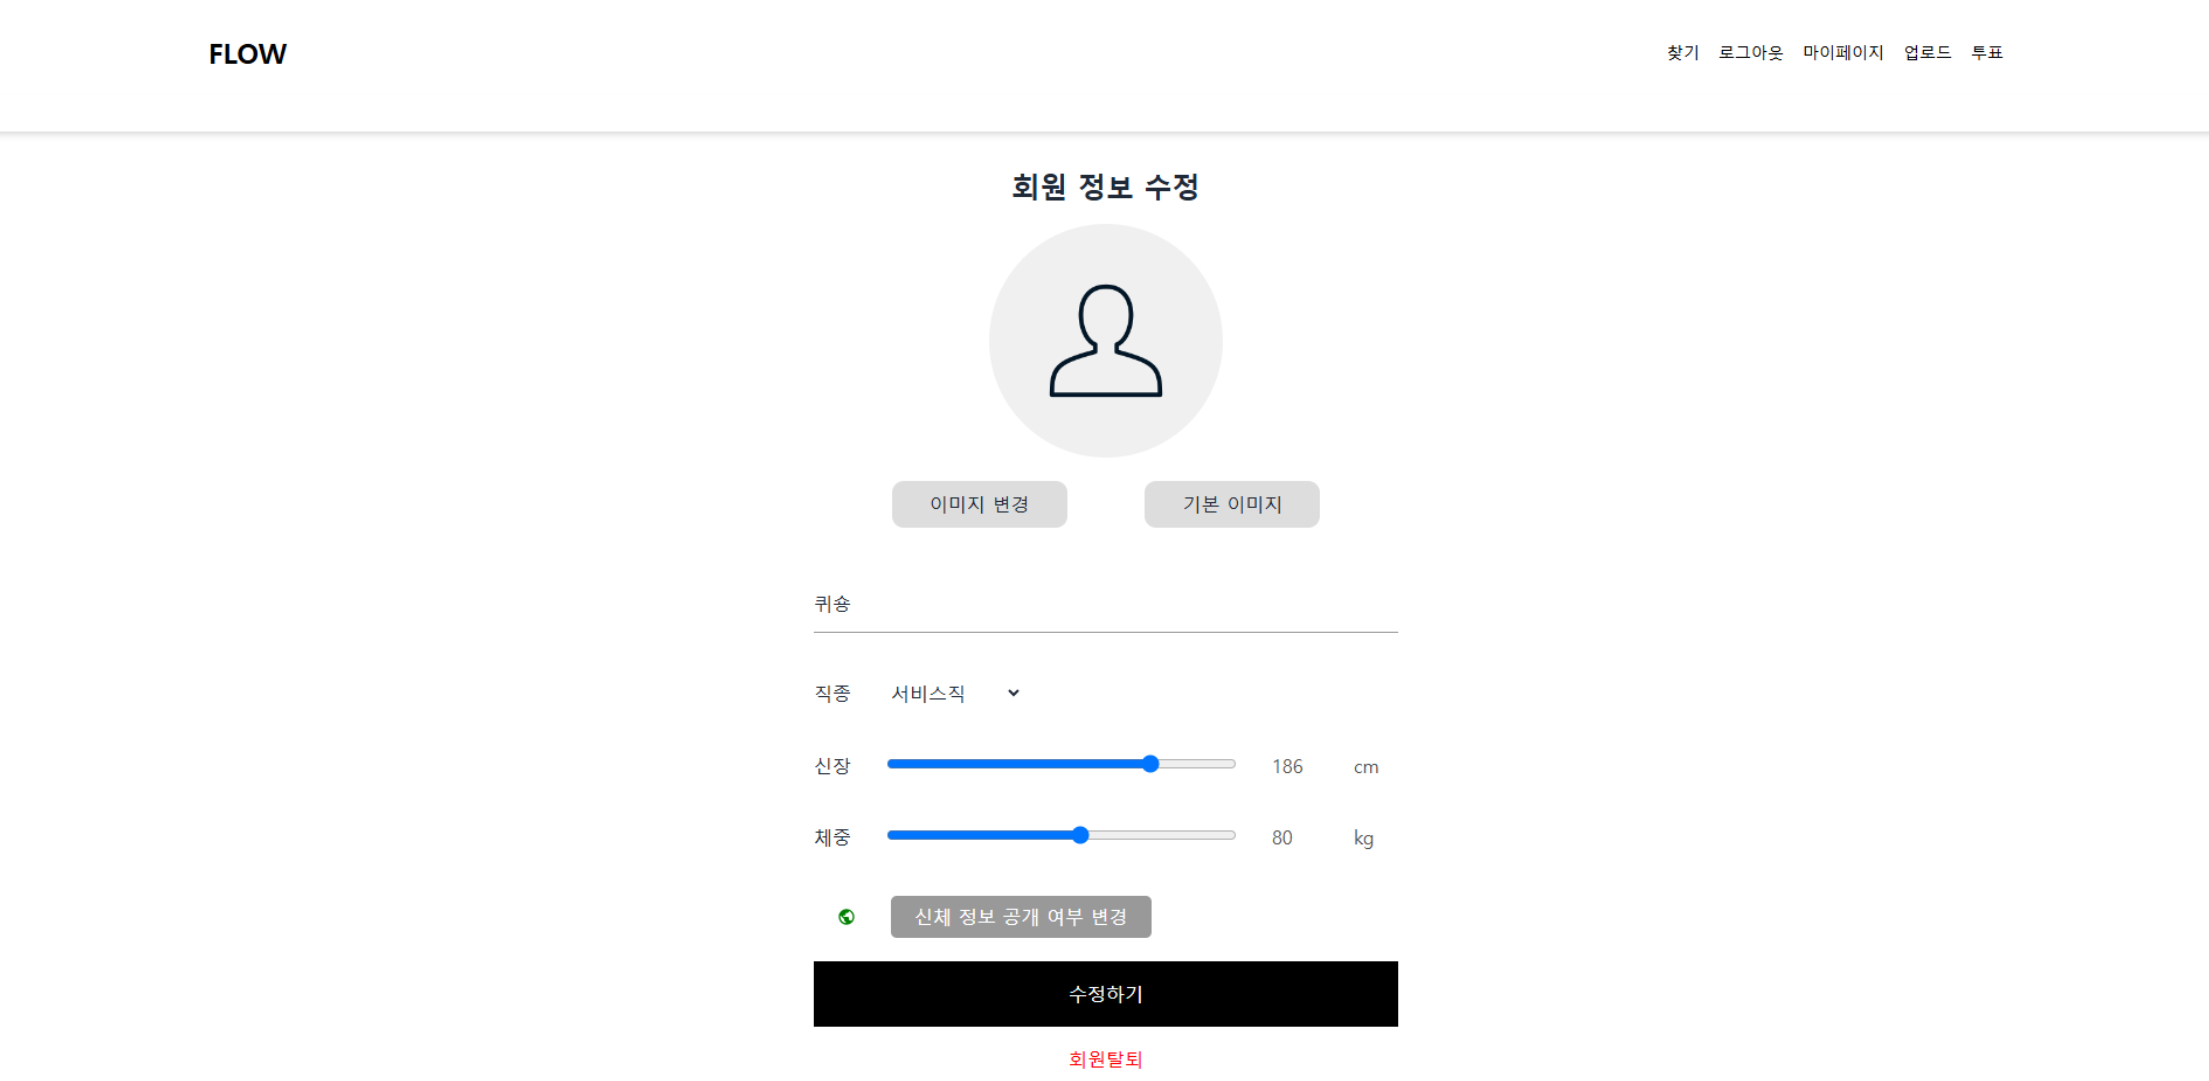 FLOW
찾기 로그아웃 마이페이지 업로드 투표
회원 정보 수정
이미지 변경 기본 이미지
퀴숑
직종 서비스직
신장 186 cm
체중 80 kg
신체 정보 공개 여부 변경
수정하기
회원탈퇴